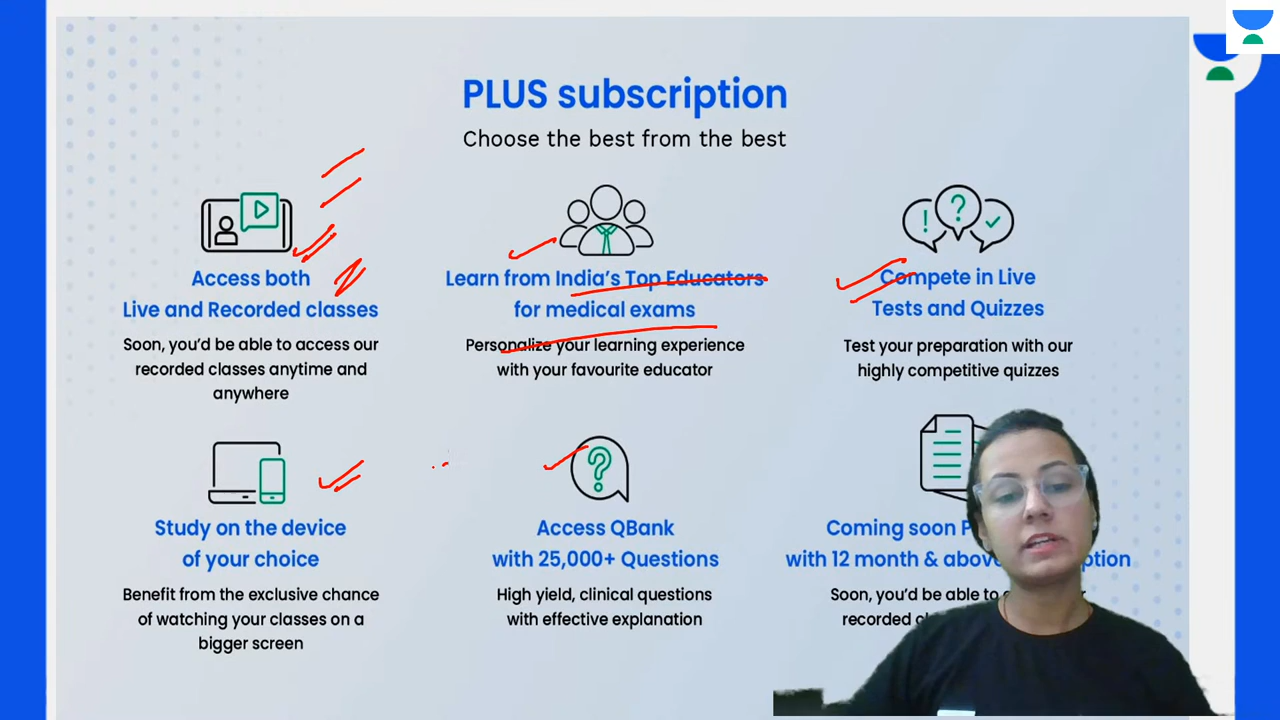 PLUS subscription
Choose the best from the best
Access both
Live and Recorded classes
Soon, you'd be able to access our
recorded classes anytime and
anywhere
Learn from India's Top Educators
for medical exams
Personalize your learning experience
with your favourite educator
Compete in Live
Tests and Quizzes
Test your preparation with our
highly competitive quizzes
Study on the device
of your choice
Benefit from the exclusive chance
of watching your classes on a
bigger screen
Access QBank
with 25,000+ Questions
High yield, clinical questions
with effective explanation
Coming soon
with 12 month & above
Soon, you'd be able to
recorded